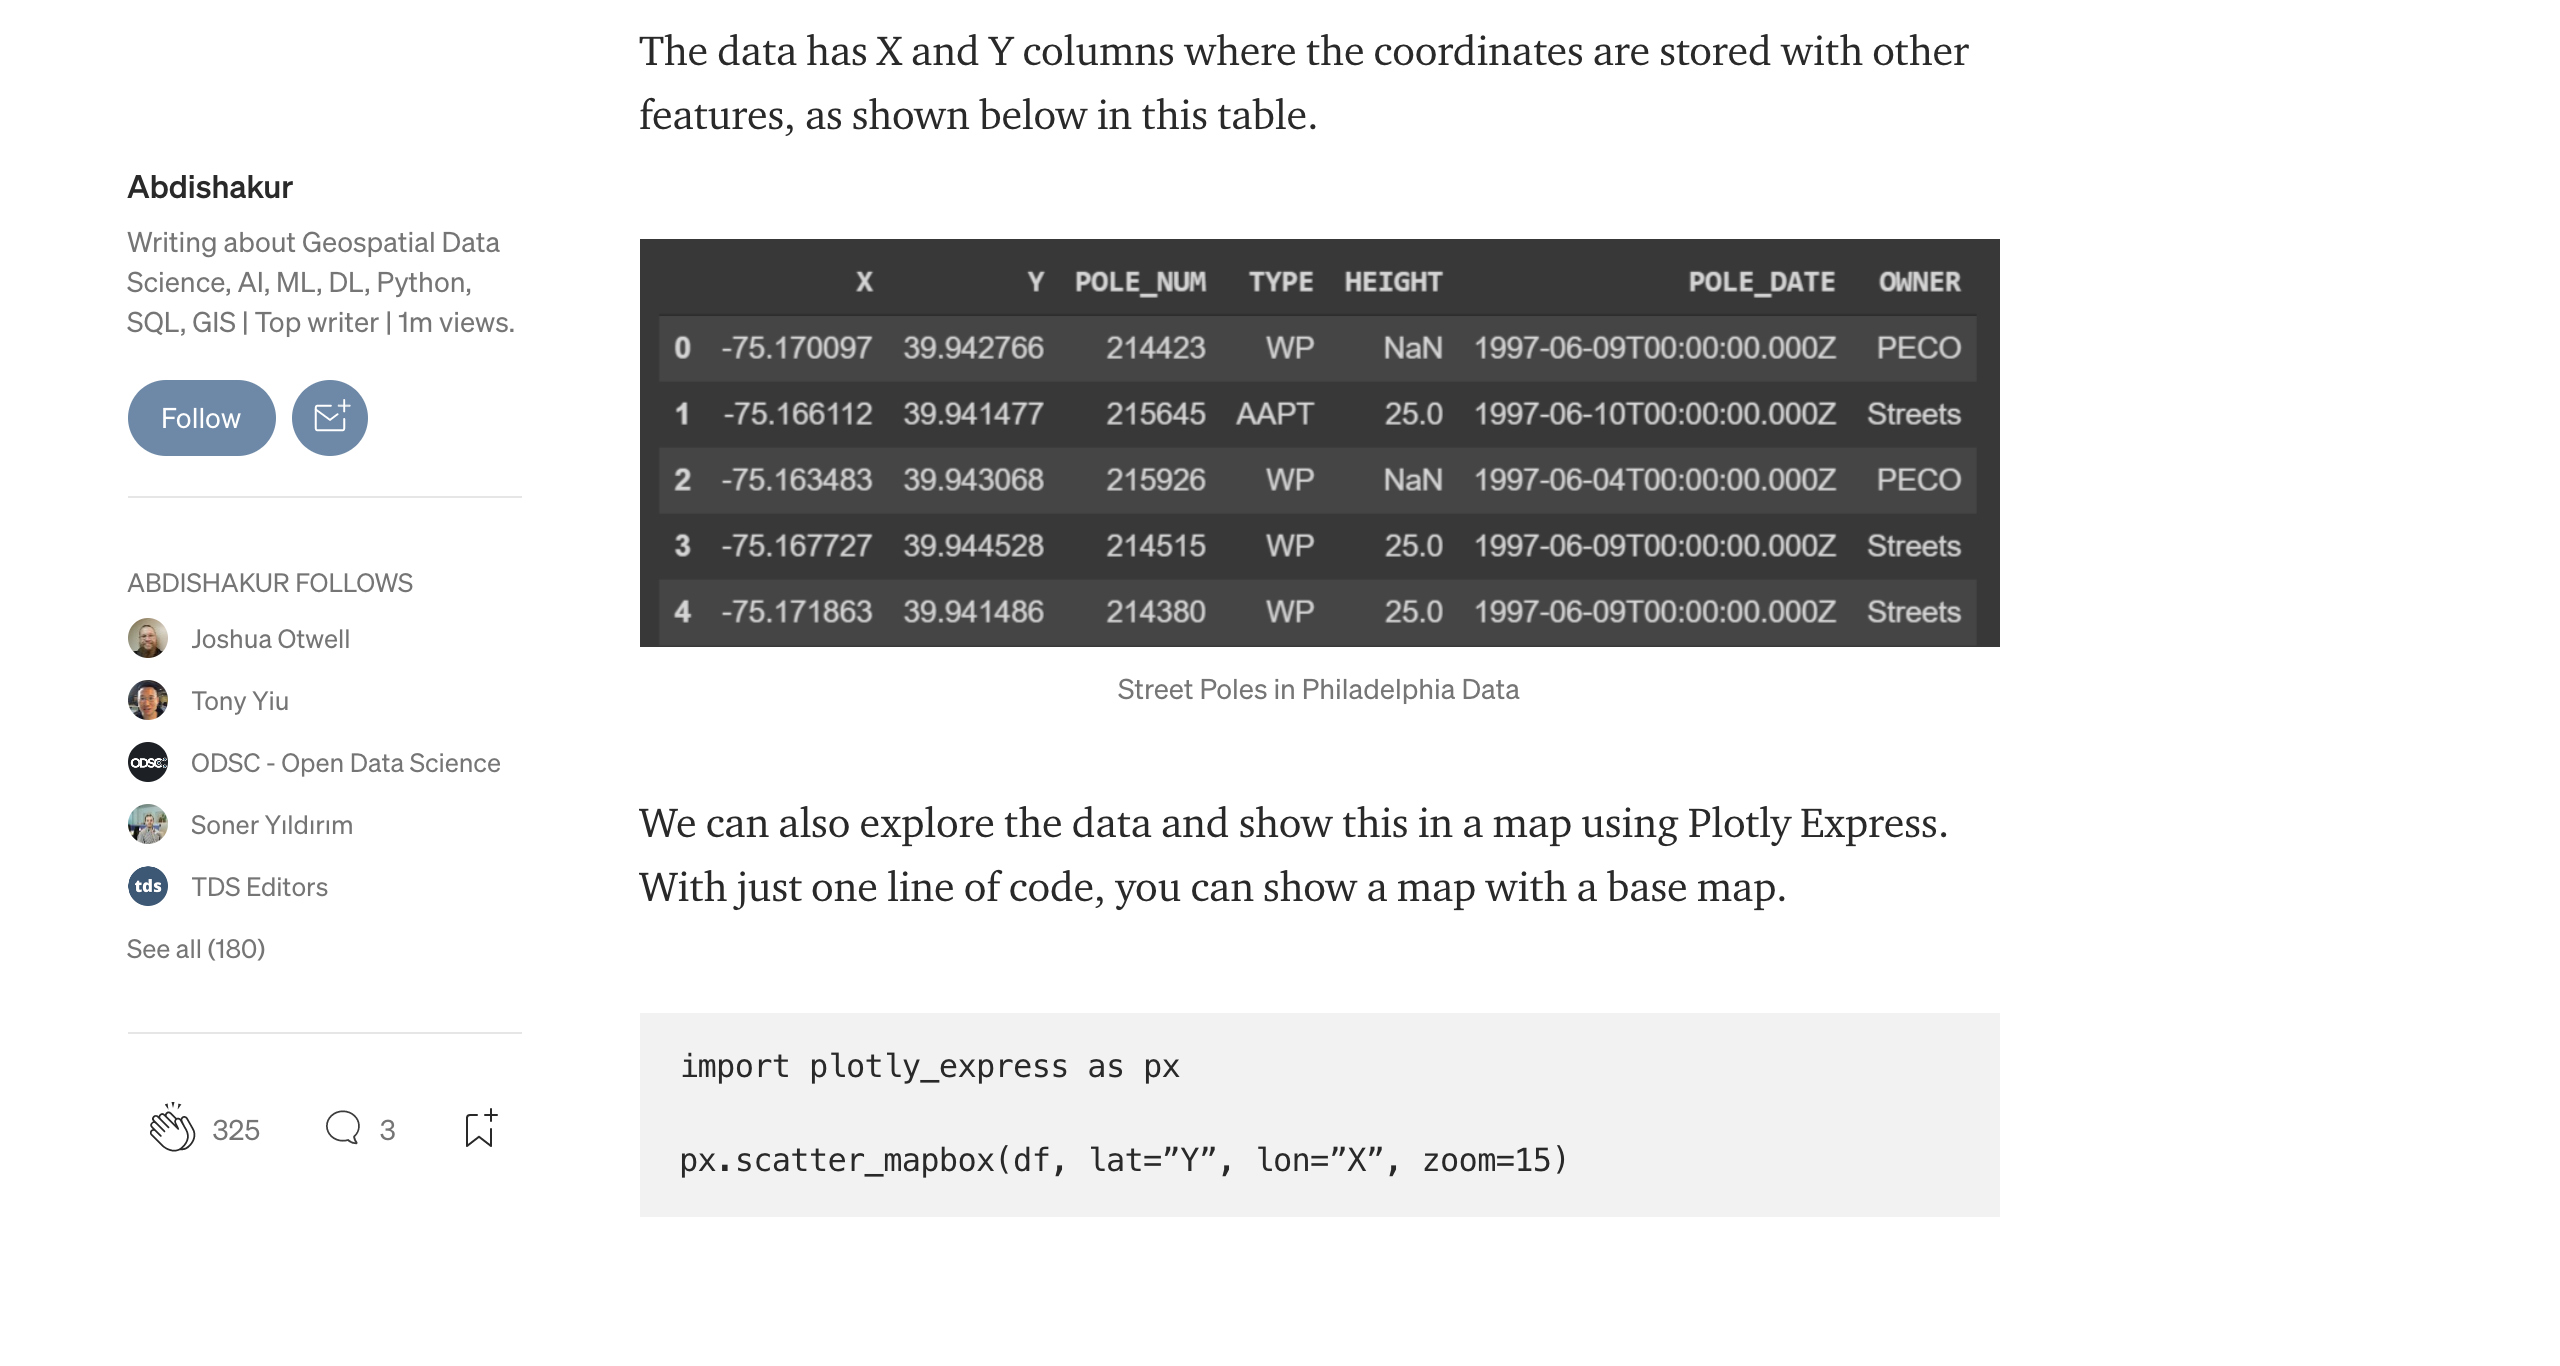 The data has X and Y columns where the coordinates are stored with other
features, as shown below in this table.
Abdishakur
Writing about Geospatial Data
Science, AI, ML, DL, Python,
SQL, GIS | Top writer | 1m views.
Follow
ABDISHAKUR FOLLOWS
Joshua Otwell
Tony Yiu
ODSC
ODSC - Open Data Science
Soner Yıldırım
tds
TDS Editors
See all (180)
325
3
X Y POLE_NUM TYPE HEIGHT POLE_DATE OWNER
0 -75.170097 39.942766 214423 WP NaN 1997-06-09T00:00:00.000Z PECO
1 -75.166112 39.941477 215645 AAPT 25.0 1997-06-10T00:00:00.000Z Streets
2 -75.163483 39.943068 215926 WP NaN 1997-06-04T00:00:00.000Z PECO
3 -75.167727 39.944528 214515 WP 25.0 1997-06-09T00:00:00.000Z Streets
4 -75.171863 39.941486 214380 WP 25.0 1997-06-09T00:00:00.000Z Streets
Street Poles in Philadelphia Data
We can also explore the data and show this in a map using Plotly Express.
With just one line of code, you can show a map with a base map.
import plotly_express as px
px.scatter_mapbox(df, lat=”Y”, lon=”X”, zoom=15)